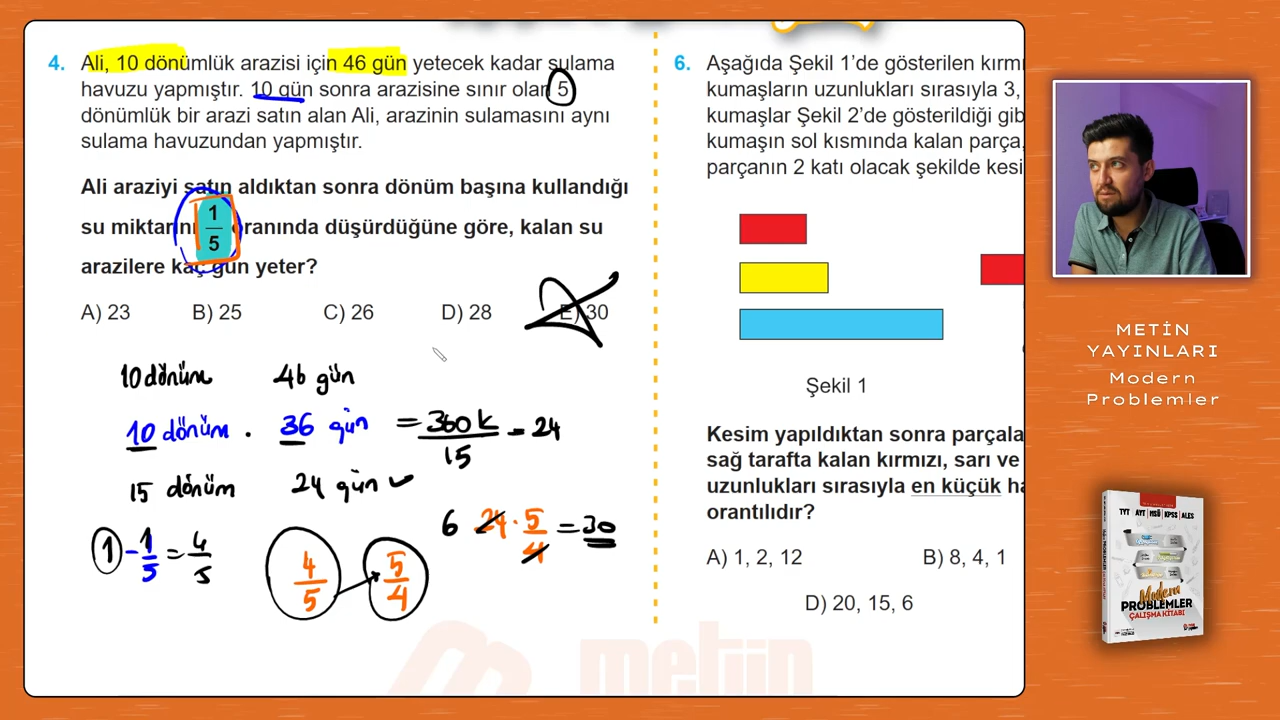 4. Ali, 10 dönümlük arazisi için 46 gün yetecek kadar sulama
havuzu yapmıştır. 10 gün sonra arazisine sınır olan 5
dönümlük bir arazi satın alan Ali, arazinin sulamasını aynı
sulama havuzundan yapmıştır.
Ali araziyi satın aldıktan sonra dönüm başına kullandığı
su miktarını 1/5 oranında düşürdüğüne göre, kalan su
arazilere kaç gün yeter?
A) 23 B) 25 C) 26 D) 28 E) 30
10 dönüm 46 gün
10 dönüm . 36 gün = 360k/15 = 24
15 dönüm 24 gün
1 - 1/5 = 4/5
4/5 5/4
6 24 · 5/4 = 30
6. Aşağıda Şekil 1'de gösterilen kırmı
kumaşların uzunlukları sırasıyla 3,
kumaşlar Şekil 2'de gösterildiği gib
kumaşın sol kısmında kalan parça,
parçanın 2 katı olacak şekilde kesi
Şekil 1
Kesim yapıldıktan sonra parçala
sağ tarafta kalan kırmızı, sarı ve
uzunlukları sırasıyla en küçük ha
orantılıdır?
A) 1, 2, 12 B) 8, 4, 1
D) 20, 15, 6
metin
METİN
YAYINLARI
Modern
Problemler
TYT AYT MSÜ KPSS ALES
Modern
PROBLEMLER
ÇALIŞMA KİTABI